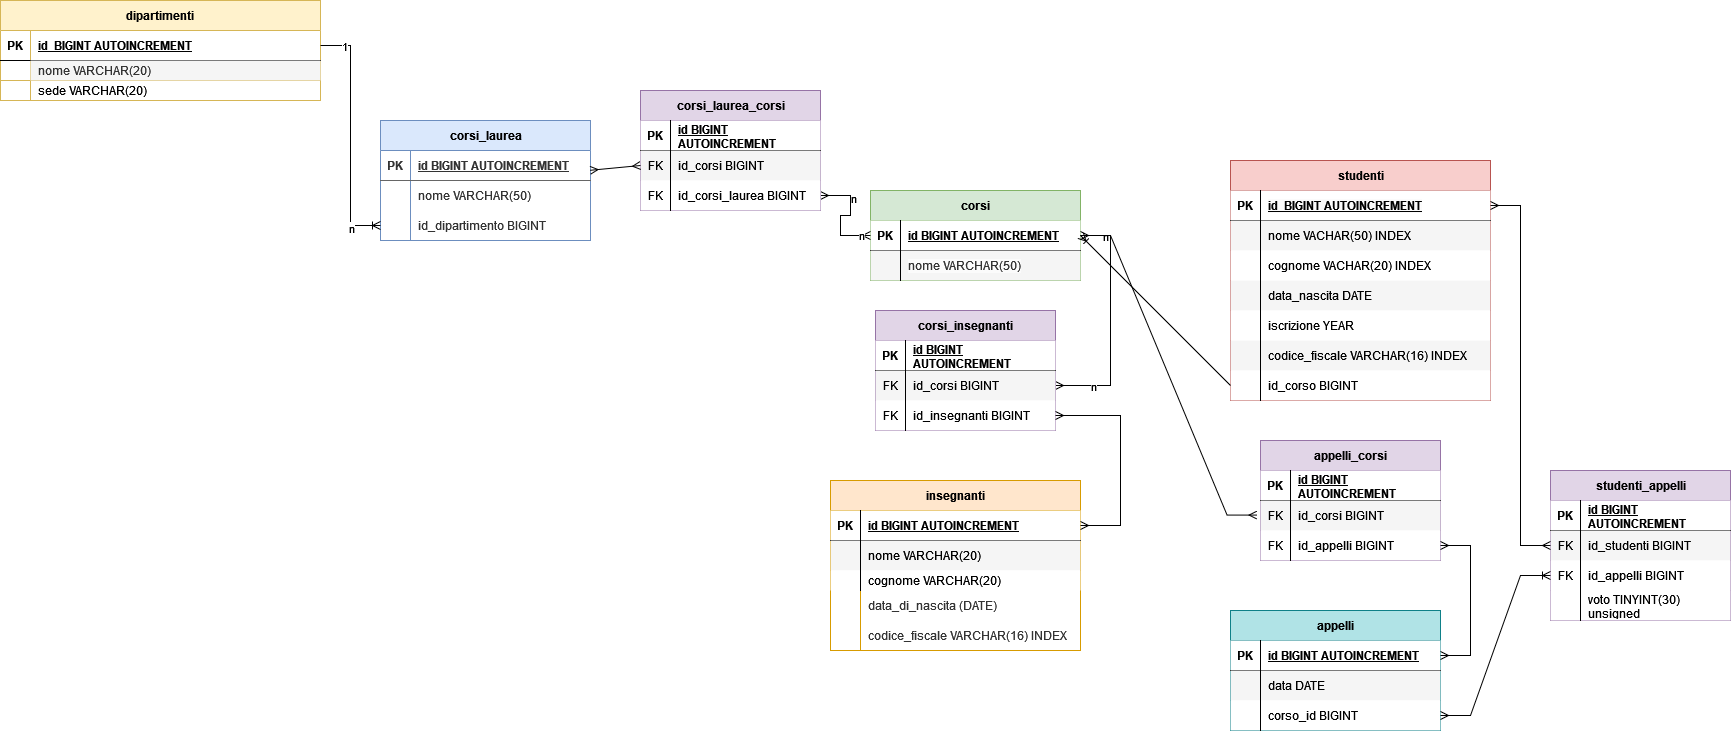 dipartimenti
PK id_BIGINT AUTOINCREMENT
nome VARCHAR(20)
sede VARCHAR(20)
1
n
corsi_laurea
PK id BIGINT AUTOINCREMENT
nome VARCHAR(50)
id_dipartimento BIGINT
corsi_laurea_corsi
PK id BIGINT
AUTOINCREMENT
FK id_corsi BIGINT
FK id_corsi_laurea BIGINT
n
n
corsi
PK id BIGINT AUTOINCREMENT
nome VARCHAR(50)
n
corsi_insegnanti
PK id BIGINT
AUTOINCREMENT
FK id_corsi BIGINT
n
FK id_insegnanti BIGINT
insegnanti
PK id BIGINT AUTOINCREMENT
nome VARCHAR(20)
cognome VARCHAR(20)
data_di_nascita (DATE)
codice_fiscale VARCHAR(16) INDEX
studenti
PK id_BIGINT AUTOINCREMENT
nome VACHAR(50) INDEX
cognome VACHAR(20) INDEX
data_nascita DATE
iscrizione YEAR
codice_fiscale VARCHAR(16) INDEX
id_corso BIGINT
appelli_corsi
PK id BIGINT
AUTOINCREMENT
FK id_corsi BIGINT
FK id_appelli BIGINT
appelli
PK id BIGINT AUTOINCREMENT
data DATE
corso_id BIGINT
studenti_appelli
PK id BIGINT
AUTOINCREMENT
FK id_studenti BIGINT
FK id_appelli BIGINT
voto TINYINT(30)
unsigned